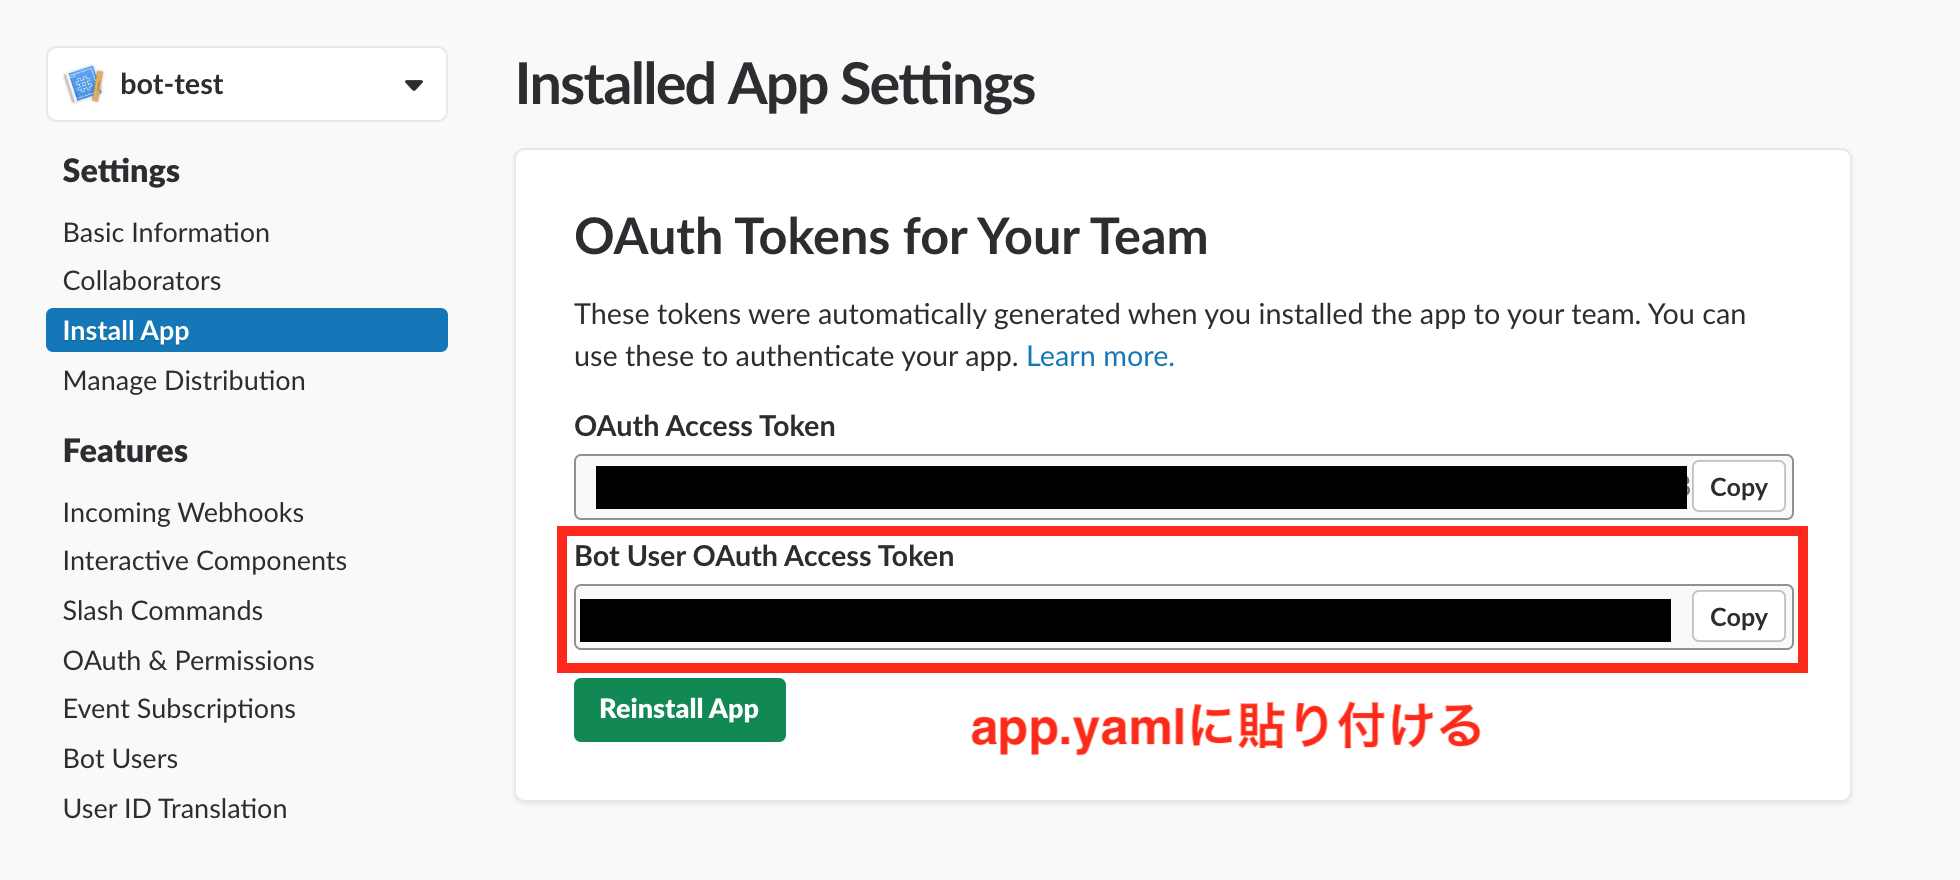 bot-test
Settings
Basic Information
Collaborators
Install App
Manage Distribution
Features
Incoming Webhooks
Interactive Components
Slash Commands
OAuth & Permissions
Event Subscriptions
Bot Users
User ID Translation
Installed App Settings
OAuth Tokens for Your Team
These tokens were automatically generated when you installed the app to your team. You can
use these to authenticate your app. Learn more.
OAuth Access Token
Copy
Bot User OAuth Access Token
Copy
Reinstall App
app.yamlに貼り付ける